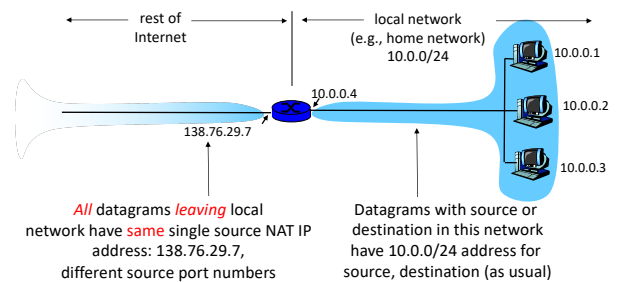 rest of
Internet
local network
(e.g., home network)
10.0.0/24
10.0.0.1
10.0.0.4
10.0.0.2
138.76.29.7
10.0.0.3
All datagrams leaving local
network have same single source NAT IP
address: 138.76.29.7,
different source port numbers
Datagrams with source or
destination in this network
have 10.0.0/24 address for
source, destination (as usual)